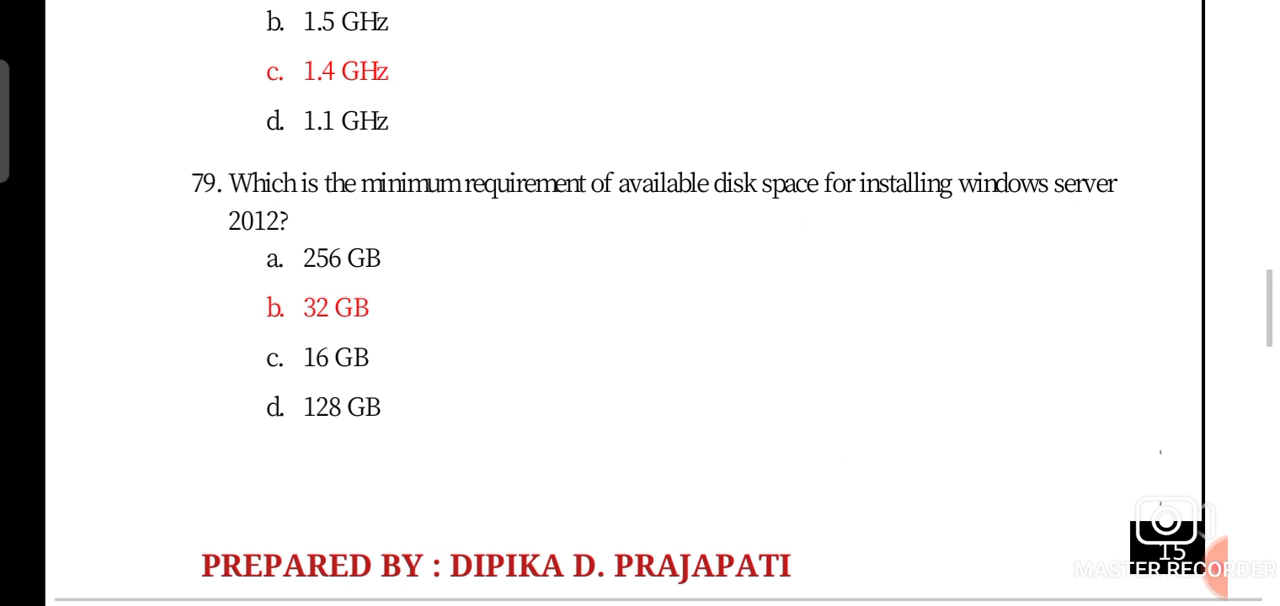 b. 1.5 GHz
c. 1.4 GHz
d. 1.1 GHz
79. Which is the minimum requirement of available disk space for installing windows server
2012?
a. 256 GB
b. 32 GB
c. 16 GB
d. 128 GB
PREPARED BY : DIPIKA D. PRAJAPATI
15
MASTER RECORDER